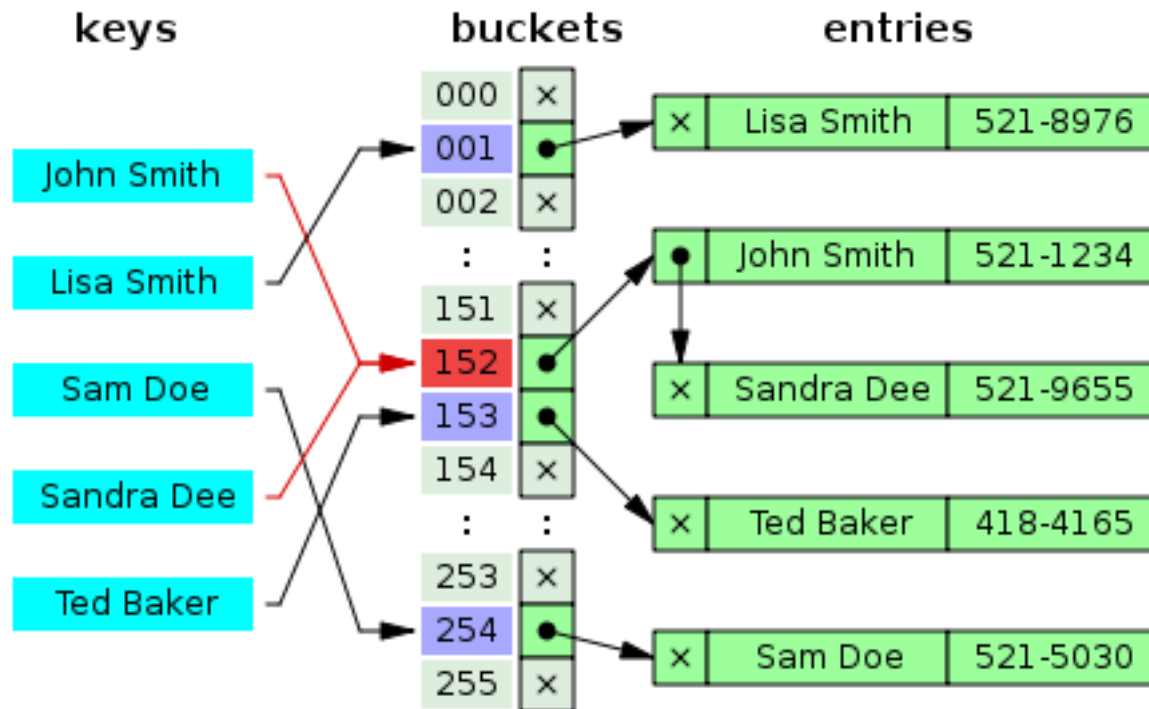 keys buckets entries
000 ×
× Lisa Smith 521-8976
001
John Smith
002 ×
: :
× John Smith 521-1234
Lisa Smith
151 ×
152
Sam Doe
× Sandra Dee 521-9655
153
154 ×
Sandra Dee
: :
× Ted Baker 418-4165
253 ×
Ted Baker
254
× Sam Doe 521-5030
255 ×